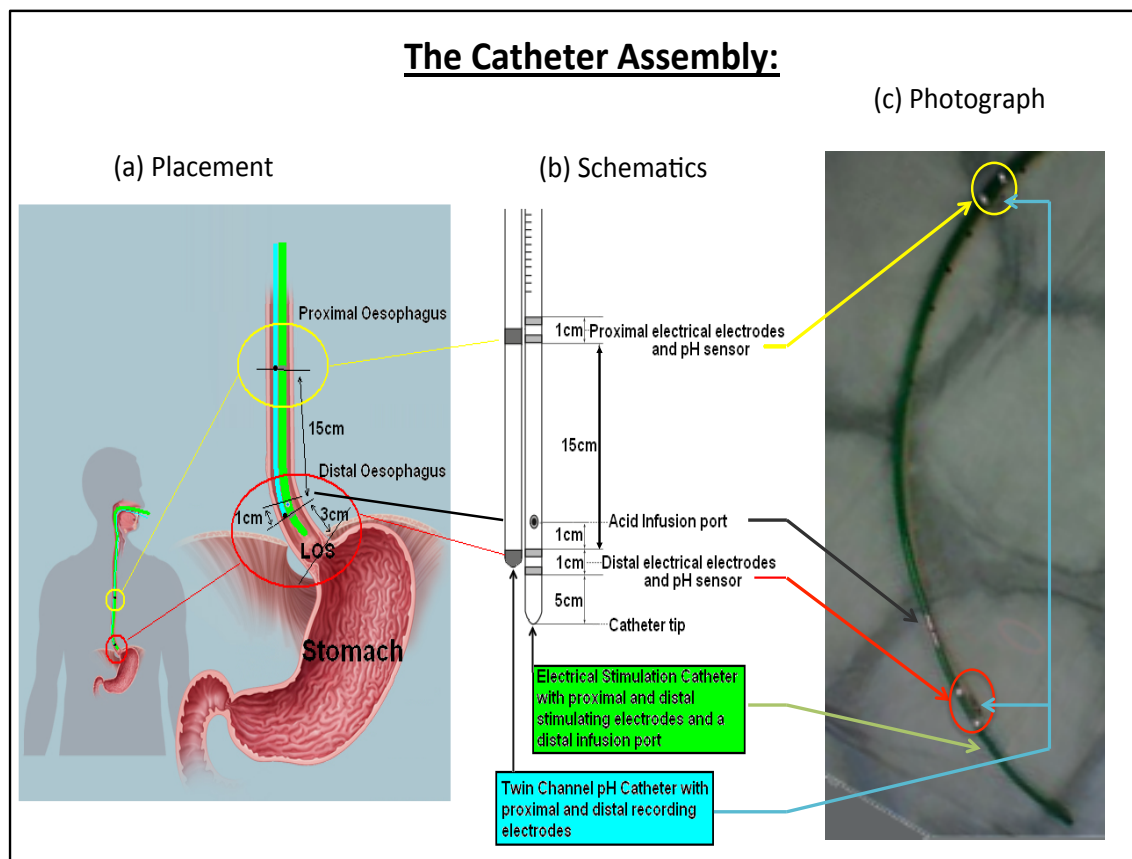 The Catheter Assembly:
(a) Placement
(b) Schematics
(c) Photograph
Proximal Oesophagus
15cm
Distal Oesophagus
1cm
3cm
LOS
Stomach
1cm
Proximal electrical electrodes
and pH sensor
15cm
Acid Infusion port
1cm
1cm
Distal electrical electrodes
and pH sensor
5cm
Catheter tip
Electrical Stimulation Catheter
with proximal and distal
stimulating electrodes and a
distal infusion port
Twin Channel pH Catheter with
proximal and distal recording
electrodes